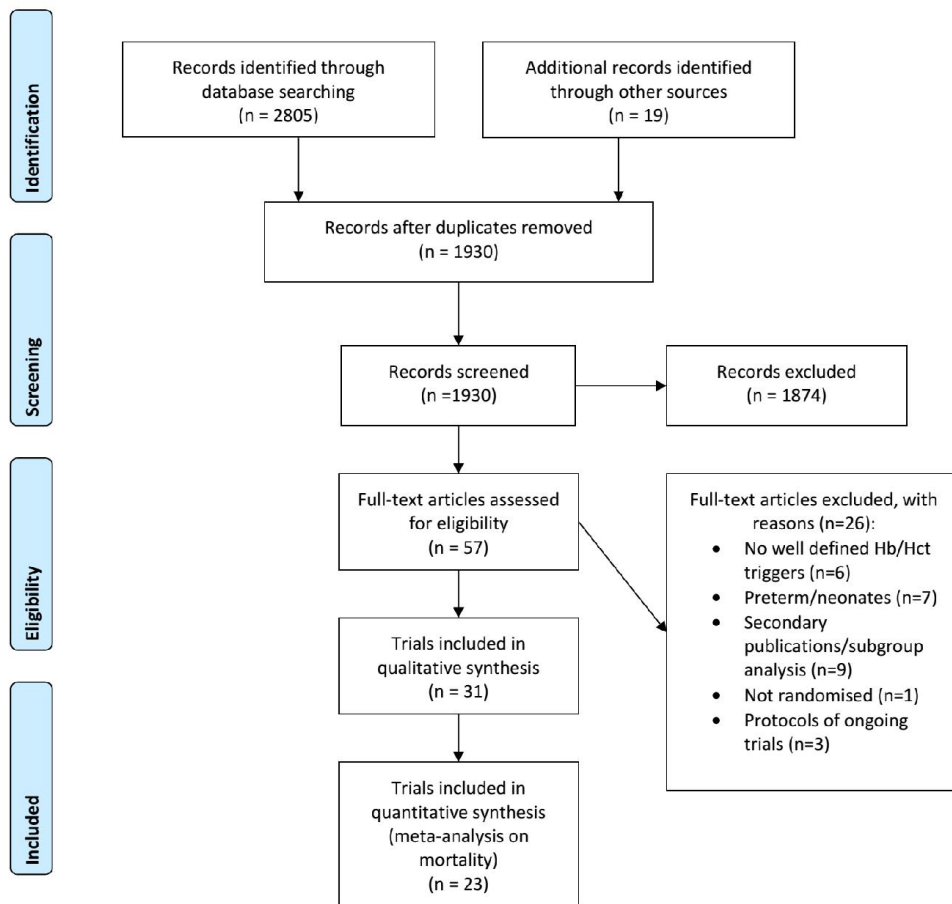 Identification
Records identified through
database searching
(n = 2805)
Additional records identified
through other sources
(n = 19)
Records after duplicates removed
(n = 1930)
Screening
Records screened
(n =1930)
Records excluded
(n = 1874)
Eligibility
Full-text articles assessed
for eligibility
(n = 57)
Full-text articles excluded, with
reasons (n=26):
• No well defined Hb/Hct
triggers (n=6)
• Preterm/neonates (n=7)
• Secondary
publications/subgroup
analysis (n=9)
• Not randomised (n=1)
• Protocols of ongoing
trials (n=3)
Trials included in
qualitative synthesis
(n = 31)
Included
Trials included in
quantitative synthesis
(meta-analysis on
mortality)
(n = 23)